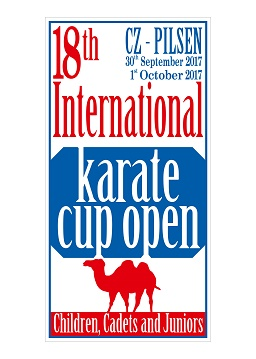 18th
CZ - PILSEN
30th September 2017
1st October 2017
International
karate
cup open
Children, Cadets and Juniors